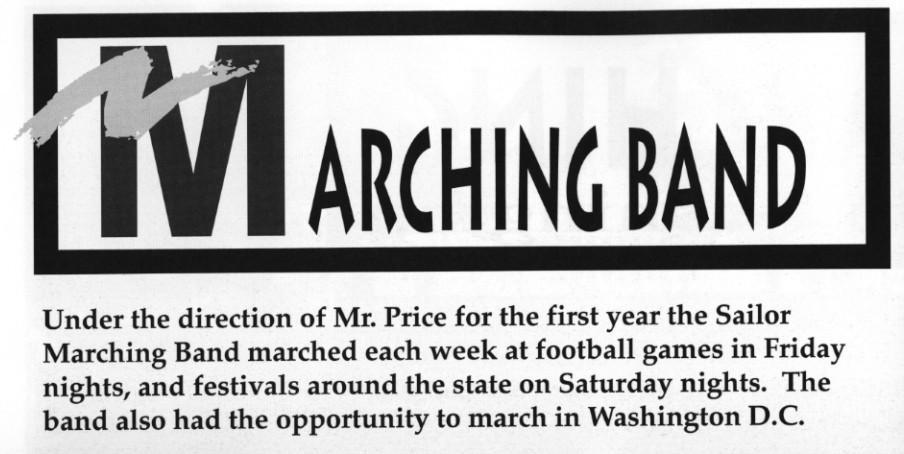 MARCHING BAND
Under the direction of Mr. Price for the first year the Sailor
Marching Band marched each week at football games in Friday
nights, and festivals around the state on Saturday nights. The
band also had the opportunity to march in Washington D.C.